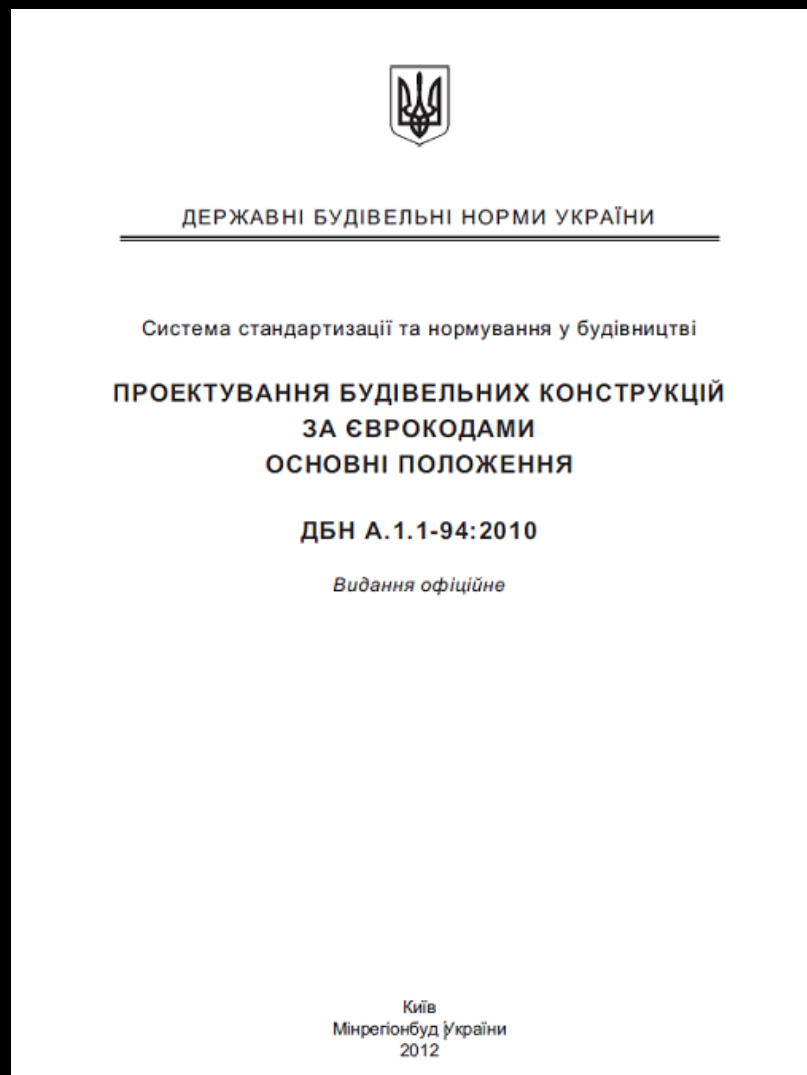 ДЕРЖАВНІ БУДІВЕЛЬНІ НОРМИ УКРАЇНИ
Система стандартизації та нормування у будівництві
ПРОЕКТУВАННЯ БУДІВЕЛЬНИХ КОНСТРУКЦІЙ
ЗА ЄВРОКОДАМИ
ОСНОВНІ ПОЛОЖЕННЯ
ДБН А.1.1-94:2010
Видання офіційне
Київ
Мінрегіонбуд України
2012